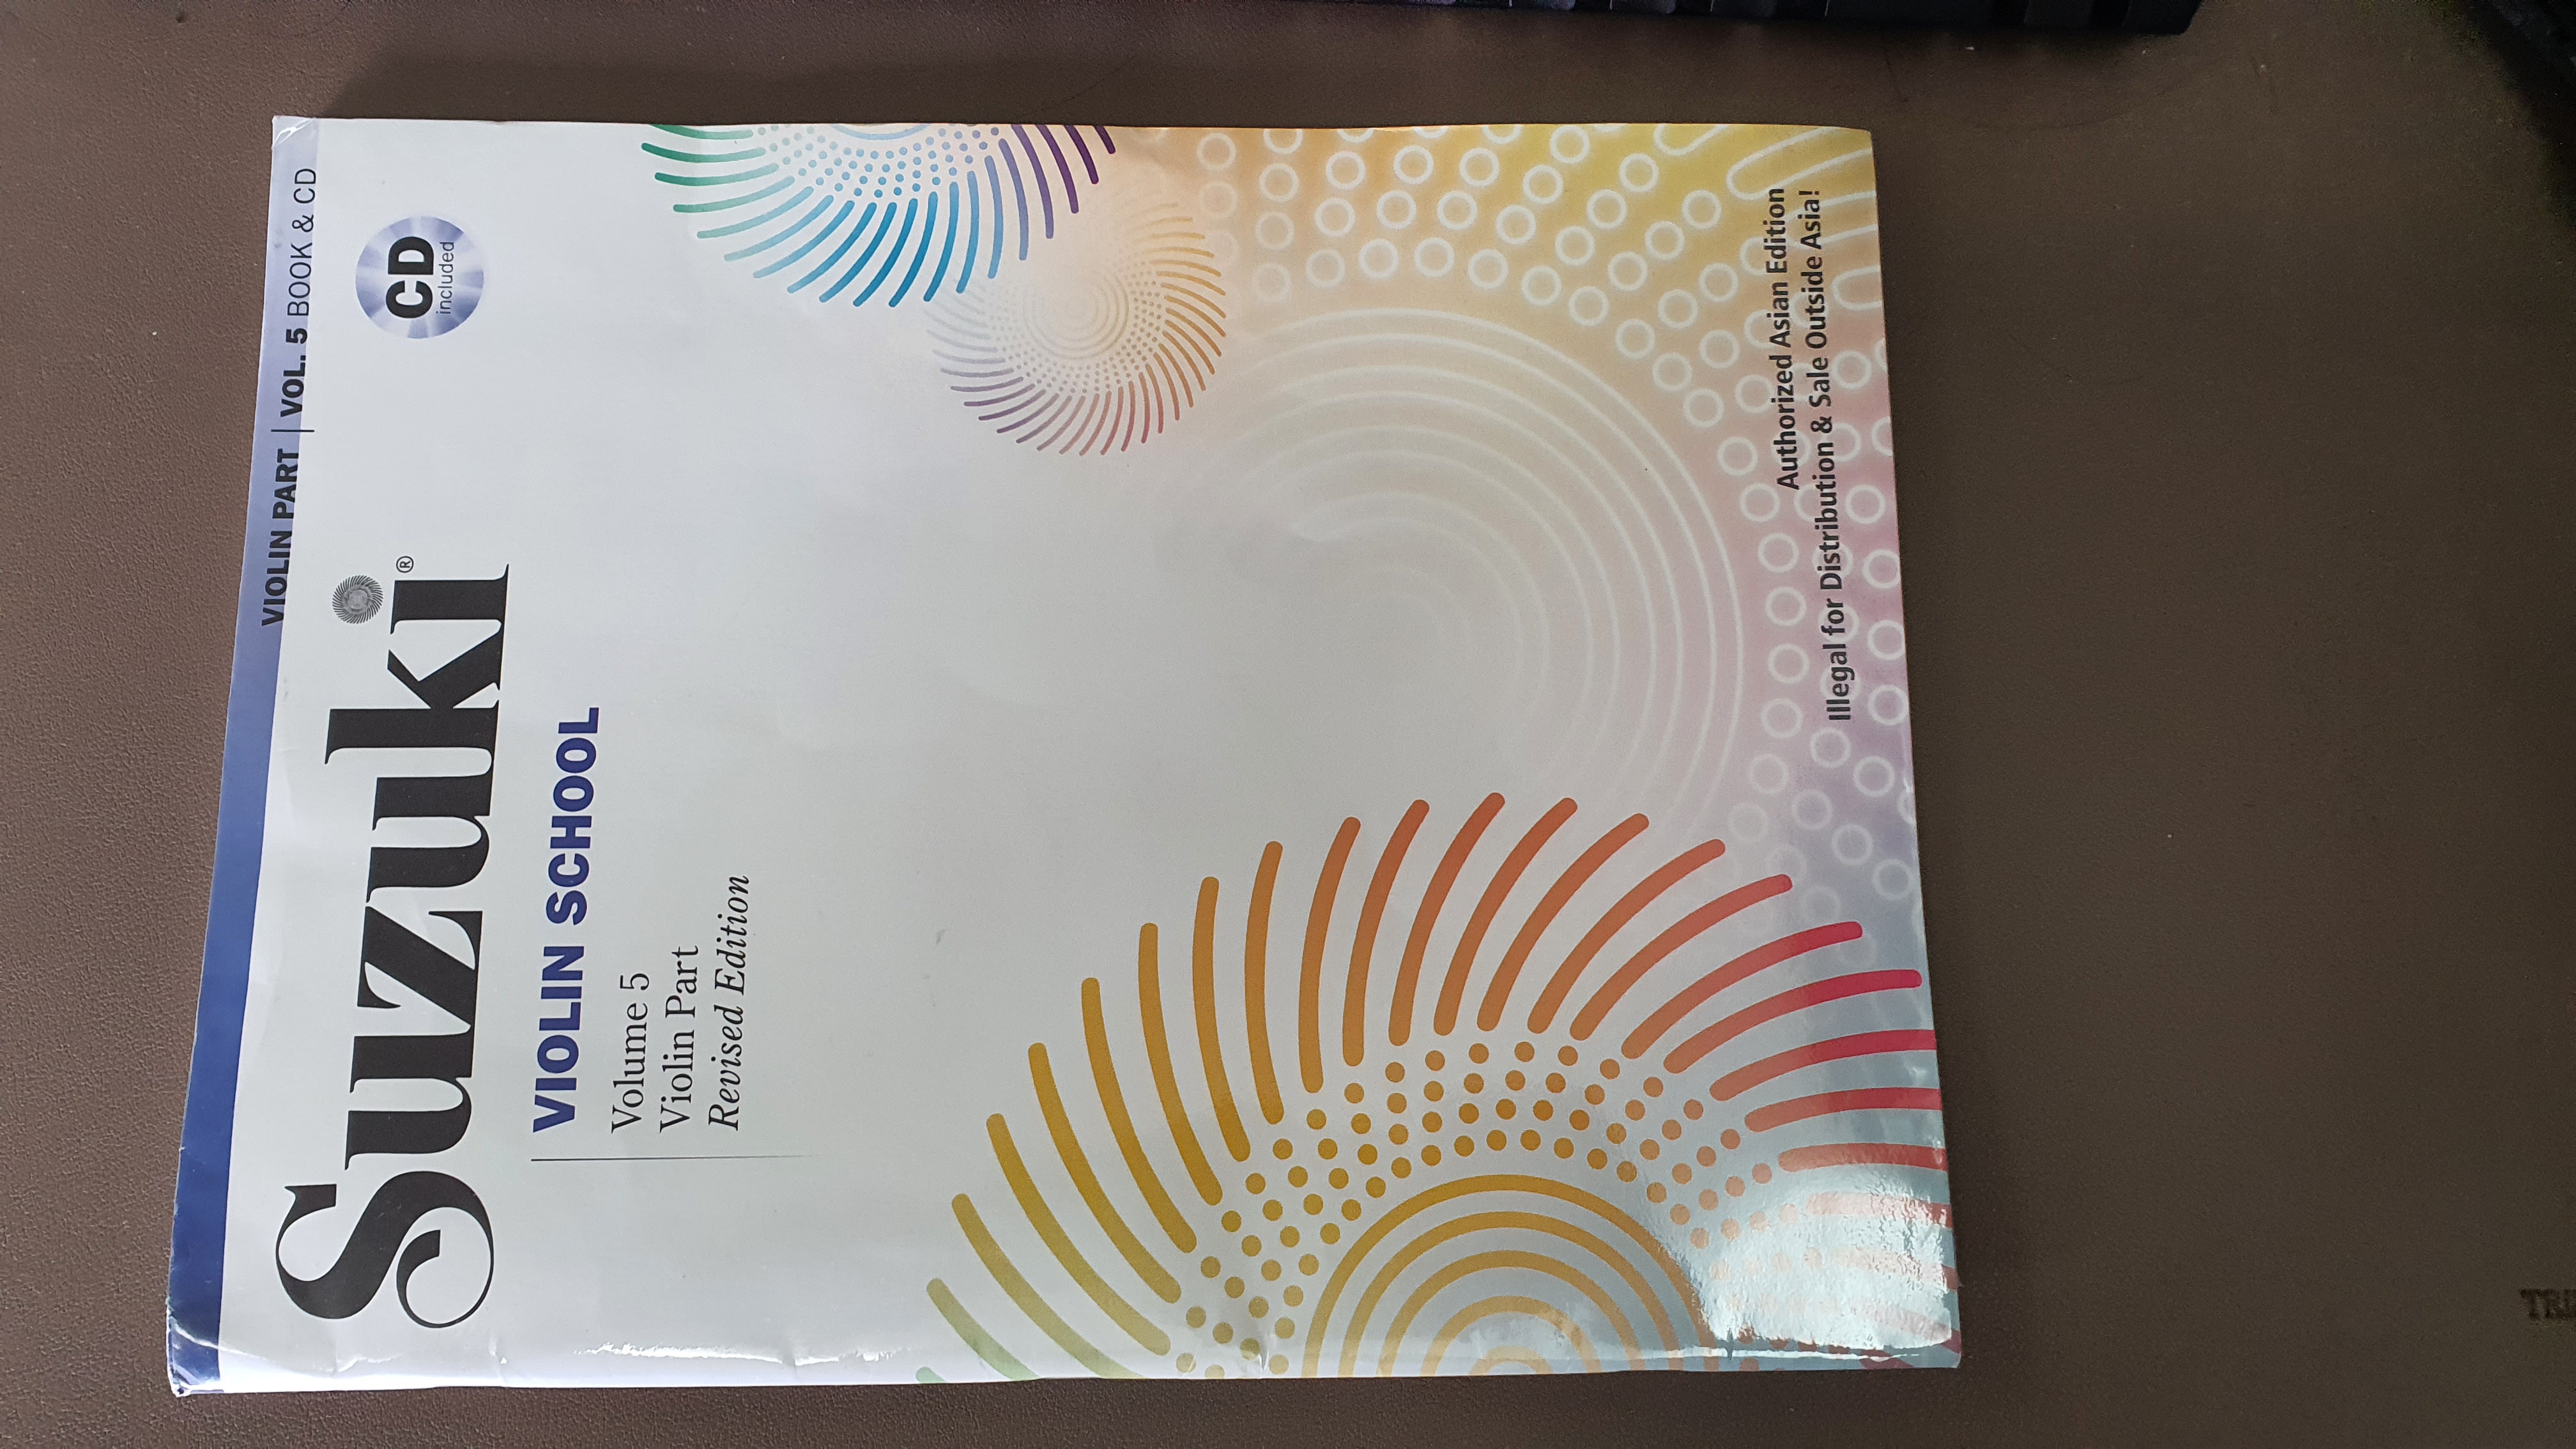 VIOLIN PART | VOL. 5 BOOK & CD
Suzuki®
CD
included
VIOLIN SCHOOL
Volume 5
Violin Part
Revised Edition
Authorized Asian Edition
Illegal for Distribution & Sale Outside Asia!